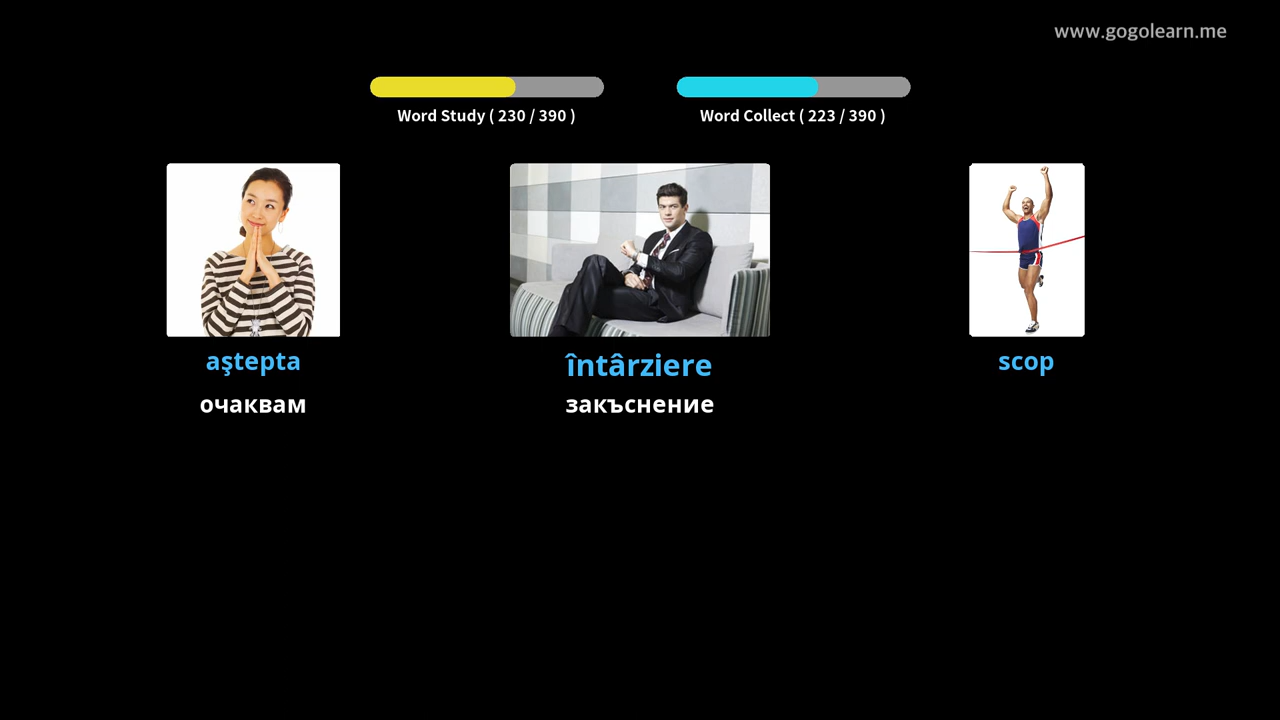 www.gogolearn.me
Word Study ( 230 / 390 )
Word Collect ( 223 / 390 )
aştepta
întârziere
scop
очаквам
закъснение